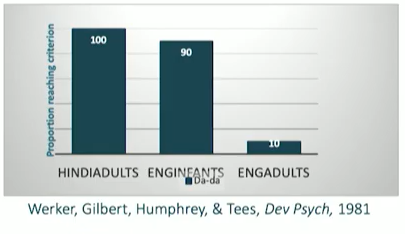 Proportion reaching criterion
100
90
10
HINDIADULTS ENGINFANTS ENGADULTS
Da-da
Werker, Gilbert, Humphrey, & Tees, Dev Psych, 1981